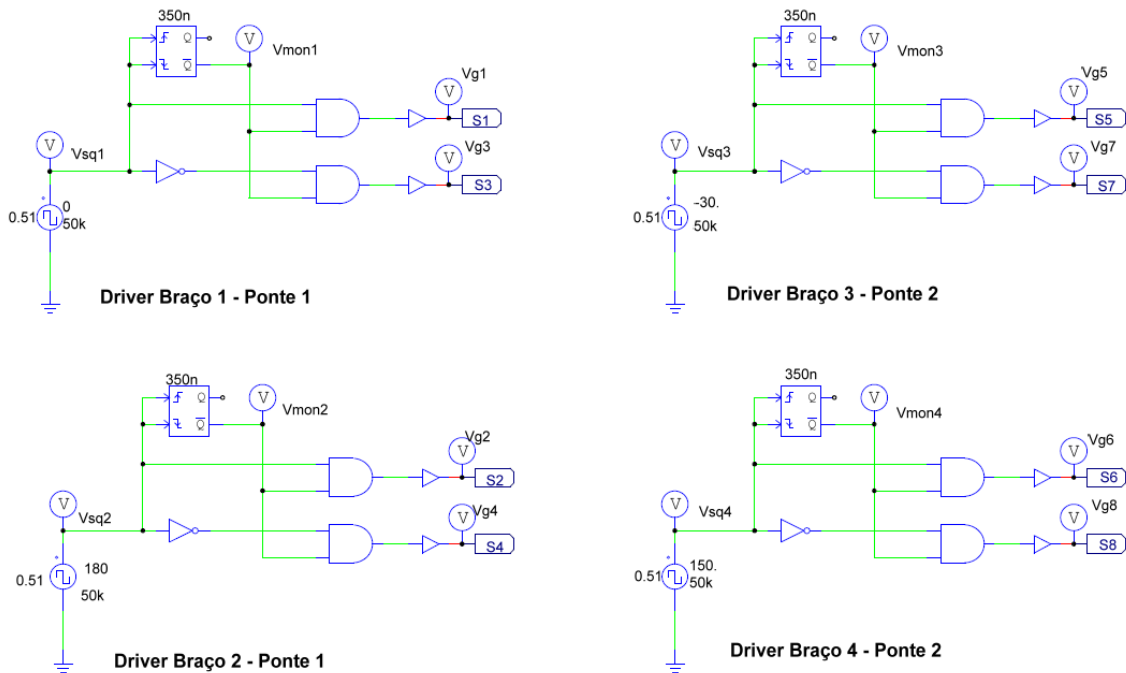 350n
Q
Q
V
Vmon1
V
Vg1
S1
V
Vsq1
V
Vg3
S3
0
0.51
50k
Driver Braço 1 - Ponte 1
350n
Q
Q
V
Vmon3
Vg5
V
S5
V
Vsq3
Vg7
V
S7
-30.
0.51
50k
Driver Braço 3 - Ponte 2
350n
Q
Q
V
Vmon2
Vg2
V
S2
V
Vsq2
Vg4
V
S4
180
0.51
50k
Driver Braço 2 - Ponte 1
350n
Q
Q
V
Vmon4
Vg6
V
S6
V
Vsq4
Vg8
V
S8
150.
0.51
50k
Driver Braço 4 - Ponte 2